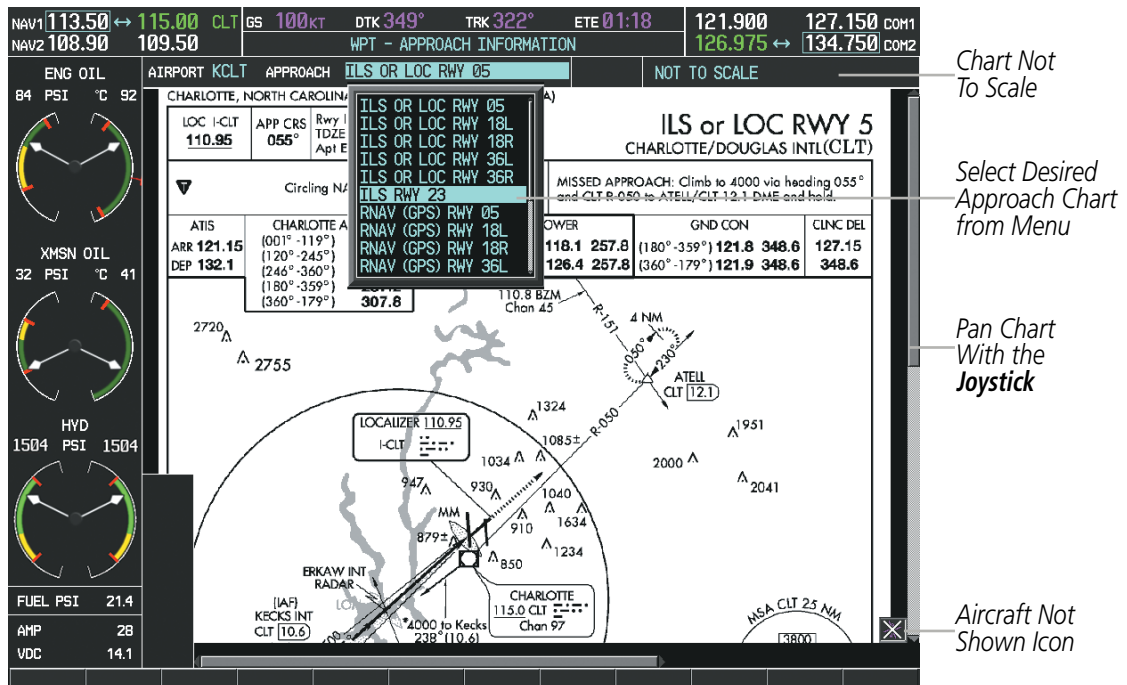 NAV1 113.50 ↔ 115.00 CLT GS 100KT DTK 349° TRK 322° ETE 01:18 121.900 127.150 COM1
NAV2 108.90 109.50 WPT - APPROACH INFORMATION 126.975 ↔ 134.750 COM2
AIRPORT KCLT APPROACH ILS OR LOC RWY 05 NOT TO SCALE
Chart Not
To Scale
ENG OIL
84 PSI °C 92
XMSN OIL
32 PSI °C 41
HYD
1504 PSI 1504
FUEL PSI 21.4
AMP 28
VDC 14.1
CHARLOTTE, NORTH CAROLINA
A)
LOC I-CLT
110.95
APP CRS
055°
Rwy
TDZE
Apt E
ILS or LOC RWY 5
CHARLOTTE/DOUGLAS INTL(CLT)
ILS OR LOC RWY 05
ILS OR LOC RWY 18L
ILS OR LOC RWY 18R
ILS OR LOC RWY 36L
ILS OR LOC RWY 36R
ILS RWY 23
RNAV (GPS) RWY 05
RNAV (GPS) RWY 18L
RNAV (GPS) RWY 18R
RNAV (GPS) RWY 36L
T
Circling NA
MISSED APPROACH: Climb to 4000 via heading 055°
and CLT R-050 to ATELL/CLT 12.1 DME and hold.
Select Desired
Approach Chart
from Menu
ATIS
ARR 121.15
DEP 132.1
CHARLOTTE A
(001°-119°)
(120°-245°)
(246°-360°)
(180°-359°)
(360°-179°) 307.8
OWER
118.1 257.8
126.4 257.8
GND CON
(180°-359°) 121.8 348.6
(360°-179°) 121.9 348.6
CLNC DEL
127.15
348.6
110.8 BZM
Chan 45
R-151
4 NM
050°
230°
ATELL
CLT 12.1
R-050
2720
2755
Pan Chart
With the
Joystick
LOCALIZER 110.95
I-CLT
1324
1085±
1034
1951
2000
2041
947
930
1040
1634
910
MM
879±
850
1234
ERKAW INT
RADAR
(IAF)
KECKS INT
CLT 10.6
LO
*4000 to Kecks
238° (10.6)
CHARLOTTE
115.0 CLT
Chan 97
MSA CLT 25 NM
3800
Aircraft Not
Shown Icon